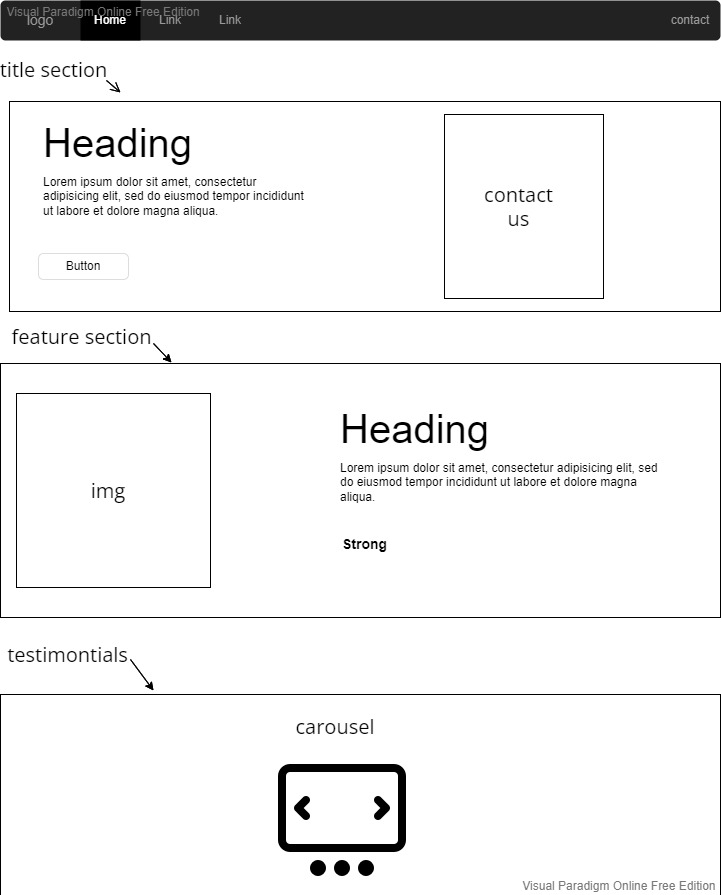 Visual Paradigm Online Free Edition
logo Home Link Link contact
title section
Heading
Lorem ipsum dolor sit amet, consectetur
adipisicing elit, sed do eiusmod tempor incididunt
ut labore et dolore magna aliqua.
Button
contact
us
feature section
img
Heading
Lorem ipsum dolor sit amet, consectetur adipisicing elit, sed
do eiusmod tempor incididunt ut labore et dolore magna
aliqua.
Strong
testimontials
carousel
Visual Paradigm Online Free Edition